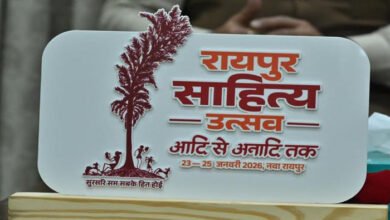 रायपुर
साहित्य
उत्सव
आदि से अनादि तक
23 — 25 जनवरी 2026, नवा रायपुर
सुरसरि सम सबके हित होई